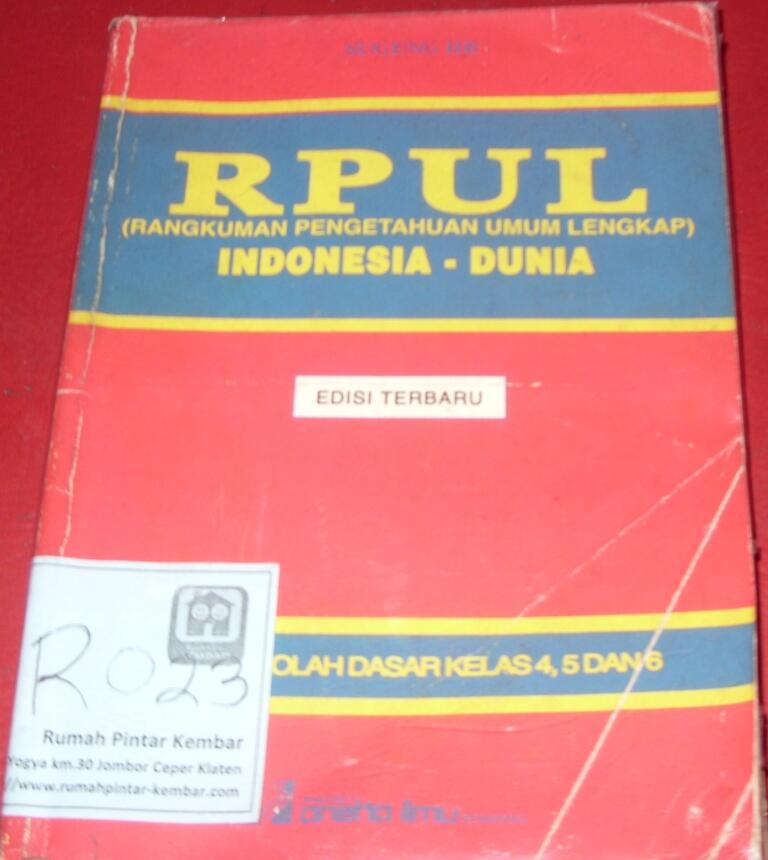 RPUL
(RANGKUMAN PENGETAHUAN UMUM LENGKAP)
INDONESIA - DUNIA
EDISI TERBARU
OLAH DASAR KELAS 4, 5 DAN 6
R 023
Rumah Pintar Kembar
Yogya km.30 Jombor Ceper Klaten
//www.rumahpintar-kembar.com
aneka ilmu